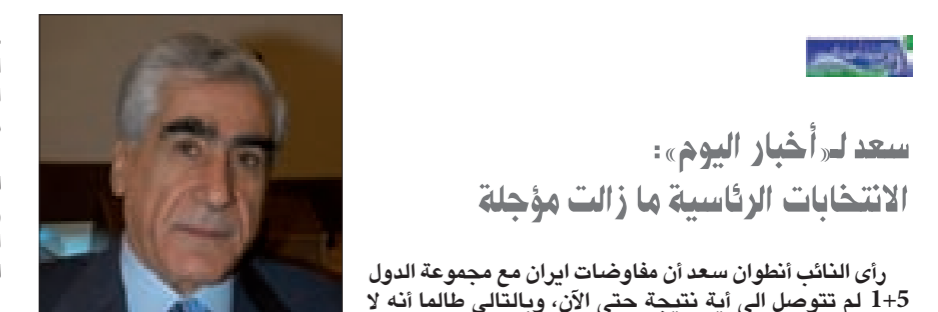 سعد لـ«أخبار اليوم»:
الانتخابات الرئاسية ما زالت مؤجلة
رأى النائب أنطوان سعد أن مفاوضات ايران مع مجموعة الدول
5+1 لم تتوصل الى أية نتيجة حتى الآن، وبالتالي طالما أنه لا